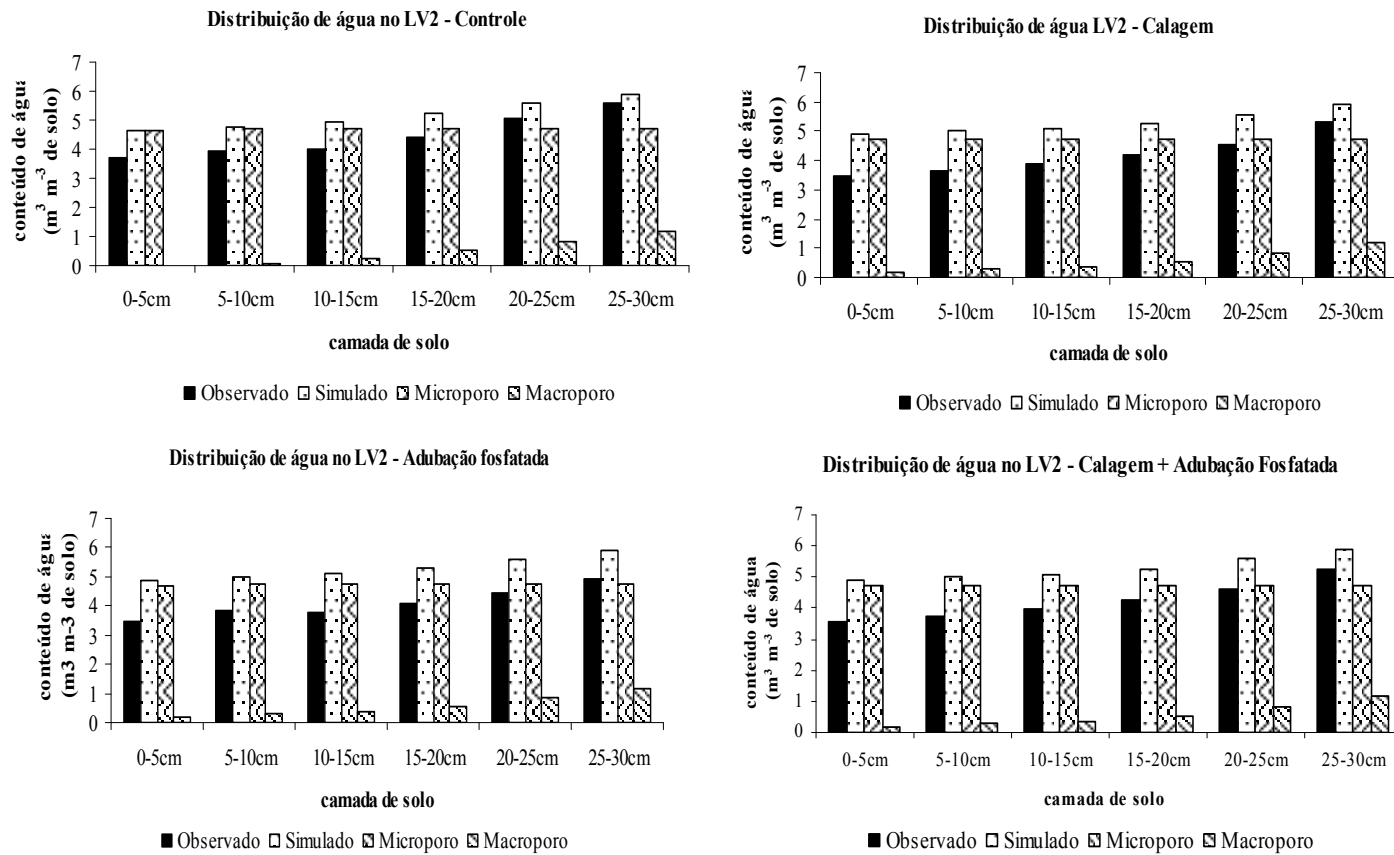 Distribuição de água no LV2 - Controle
conteúdo de água
(m³ m⁻³ de solo)
7
6
5
4
3
2
1
0
0-5cm 5-10cm 10-15cm 15-20cm 20-25cm 25-30cm
camada de solo
Observado Simulado Microporo Macroporo
Distribuição de água LV2 - Calagem
conteúdo de água
(m³ m⁻³ de solo)
7
6
5
4
3
2
1
0
0-5cm 5-10cm 10-15cm 15-20cm 20-25cm 25-30cm
camada de solo
Observado Simulado Microporo Macroporo
Distribuição de água no LV2 - Adubação fosfatada
conteúdo de água
(m3 m-3 de solo)
7
6
5
4
3
2
1
0
0-5cm 5-10cm 10-15cm 15-20cm 20-25cm 25-30cm
camada de solo
Observado Simulado Microporo Macroporo
Distribuição de água no LV2 - Calagem + Adubação Fosfatada
conteúdo de água
(m³ m⁻³ de solo)
7
6
5
4
3
2
1
0
0-5cm 5-10cm 10-15cm 15-20cm 20-25cm 25-30cm
camada de solo
Observado Simulado Microporo Macroporo